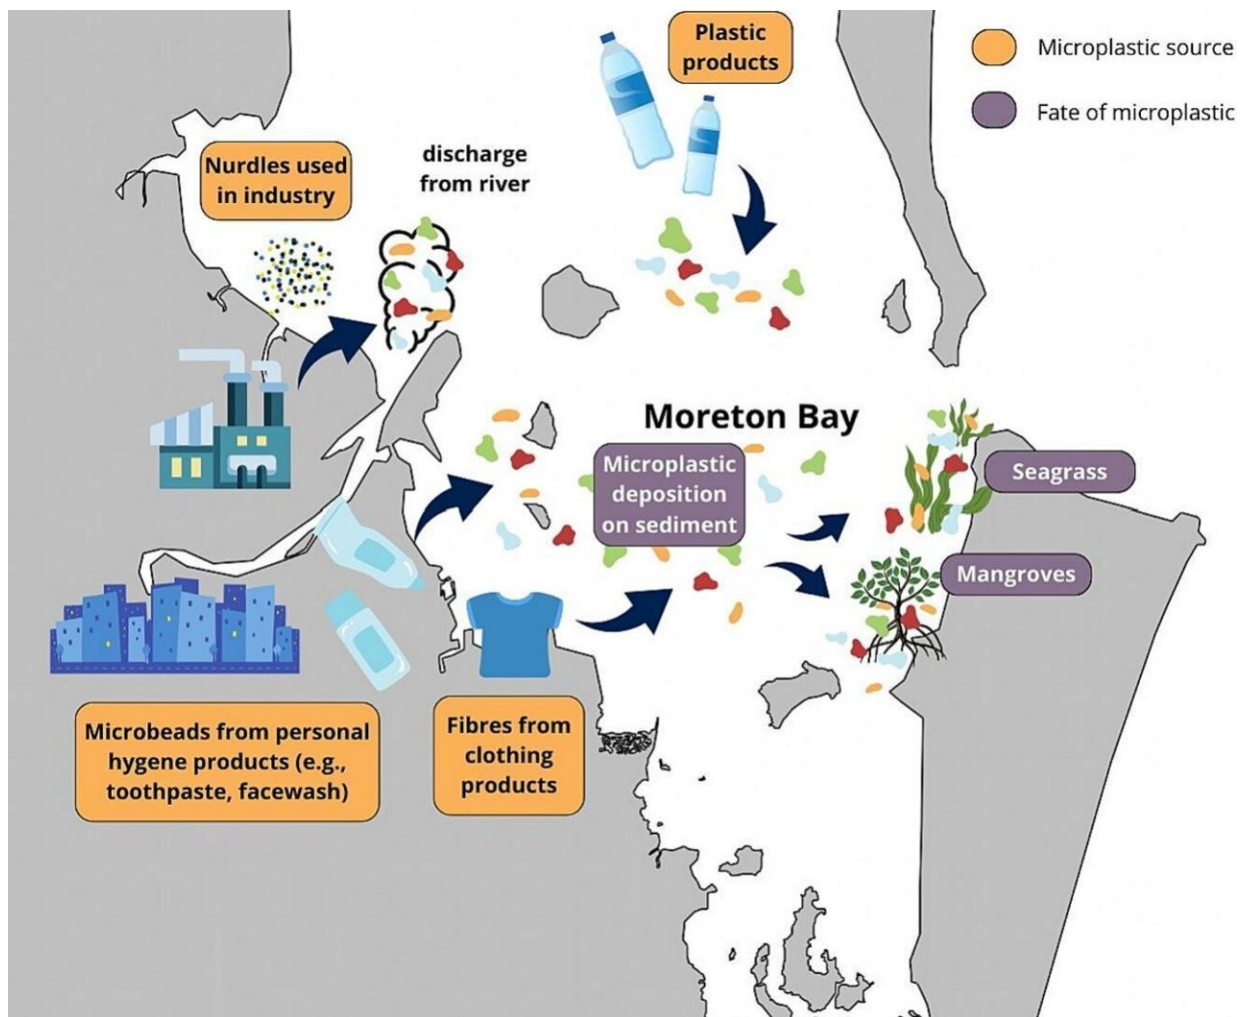 Plastic
products
Microplastic source
Fate of microplastic
Nurdles used
in industry
discharge
from river
Moreton Bay
Microplastic
deposition
on sediment
Seagrass
Mangroves
Microbeads from personal
hygene products (e.g.,
toothpaste, facewash)
Fibres from
clothing
products